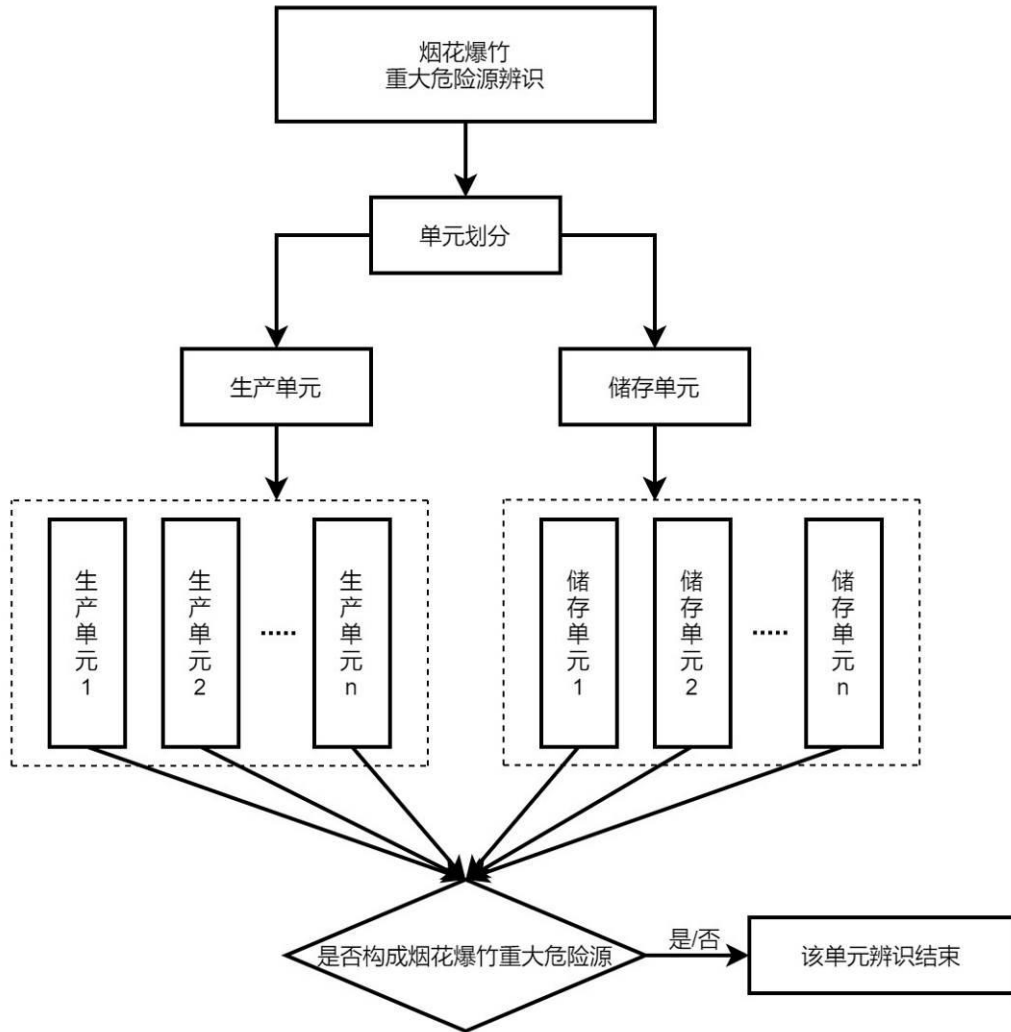 烟花爆竹
重大危险源辨识
单元划分
生产单元
储存单元
生产单元1
生产单元2
......
生产单元n
储存单元1
储存单元2
......
储存单元n
是否构成烟花爆竹重大危险源
是/否
该单元辨识结束